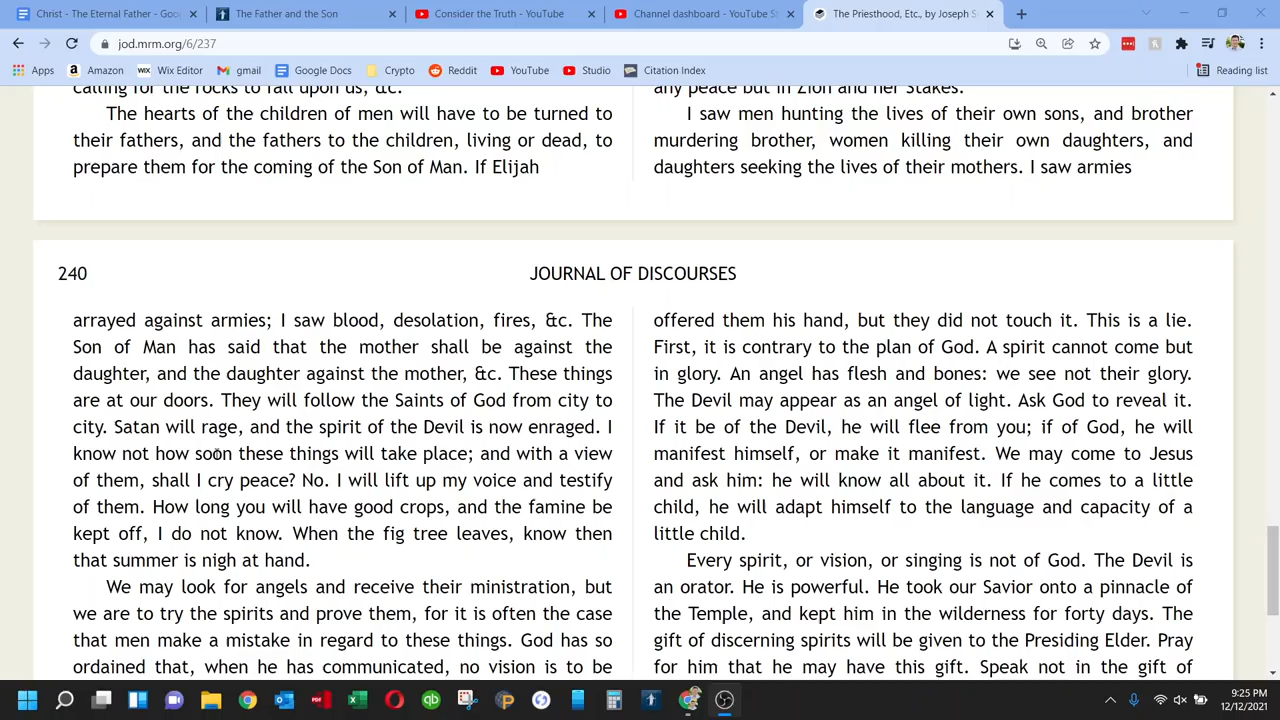 Christ - The Eternal Father - Goo
The Father and the Son
Consider the Truth - YouTube
Channel dashboard - YouTube St
The Priesthood, Etc., by Joseph S
jod.mrm.org/6/237
Apps
Amazon
Wix Editor
gmail
Google Docs
Crypto
Reddit
YouTube
Studio
Citation Index
Reading list
calling for the rocks to fall upon us, &c.
The hearts of the children of men will have to be turned to
their fathers, and the fathers to the children, living or dead, to
prepare them for the coming of the Son of Man. If Elijah
any peace but in Zion and her Stakes.
I saw men hunting the lives of their own sons, and brother
murdering brother, women killing their own daughters, and
daughters seeking the lives of their mothers. I saw armies
240
JOURNAL OF DISCOURSES
arrayed against armies; I saw blood, desolation, fires, &c. The
Son of Man has said that the mother shall be against the
daughter, and the daughter against the mother, &c. These things
are at our doors. They will follow the Saints of God from city to
city. Satan will rage, and the spirit of the Devil is now enraged. I
know not how soon these things will take place; and with a view
of them, shall I cry peace? No. I will lift up my voice and testify
of them. How long you will have good crops, and the famine be
kept off, I do not know. When the fig tree leaves, know then
that summer is nigh at hand.
We may look for angels and receive their ministration, but
we are to try the spirits and prove them, for it is often the case
that men make a mistake in regard to these things. God has so
ordained that, when he has communicated, no vision is to be
offered them his hand, but they did not touch it. This is a lie.
First, it is contrary to the plan of God. A spirit cannot come but
in glory. An angel has flesh and bones: we see not their glory.
The Devil may appear as an angel of light. Ask God to reveal it.
If it be of the Devil, he will flee from you; if of God, he will
manifest himself, or make it manifest. We may come to Jesus
and ask him: he will know all about it. If he comes to a little
child, he will adapt himself to the language and capacity of a
little child.
Every spirit, or vision, or singing is not of God. The Devil is
an orator. He is powerful. He took our Savior onto a pinnacle of
the Temple, and kept him in the wilderness for forty days. The
gift of discerning spirits will be given to the Presiding Elder. Pray
for him that he may have this gift. Speak not in the gift of
9:25 PM
12/12/2021